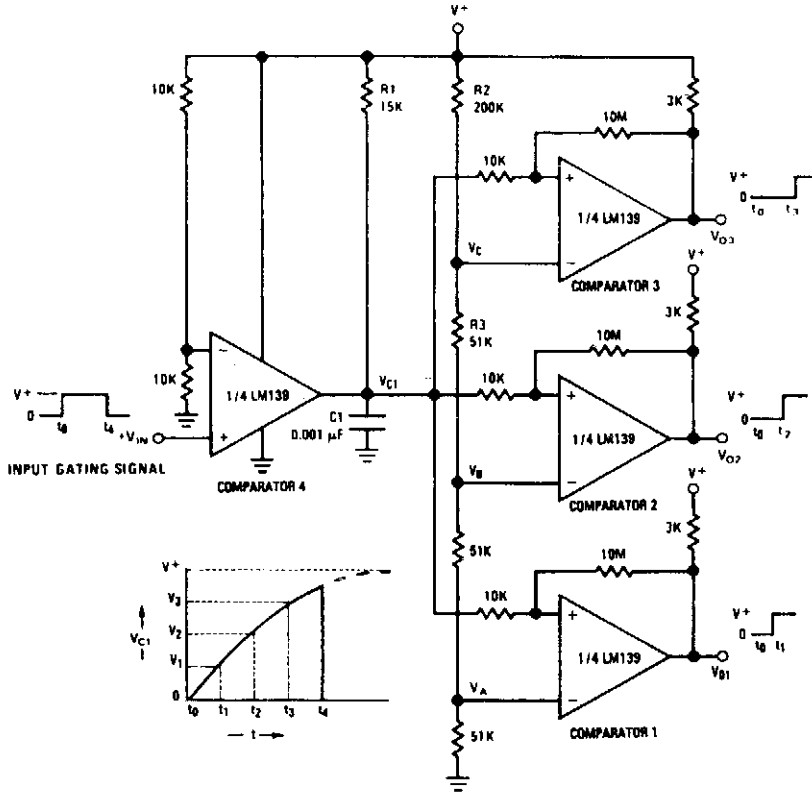 V+
10K
R1
15K
R2
200K
3K
10M
10K
+
1/4 LM139
−
COMPARATOR 3
VC
VO3
V+
0
t0 t3
V+
3K
R3
51K
10M
10K
+
1/4 LM139
−
COMPARATOR 2
VB
VO2
V+
0
t0 t2
−
1/4 LM139
+
COMPARATOR 4
10K
VC1
C1
0.001 µF
V+
0
t0 t4
+VIN
INPUT GATING SIGNAL
V+
3K
51K
10M
10K
+
1/4 LM139
−
COMPARATOR 1
VA
51K
VO1
V+
0
t0 t1
V+
V3
V2
V1
0
VC1
t0 t1 t2 t3 t4
t